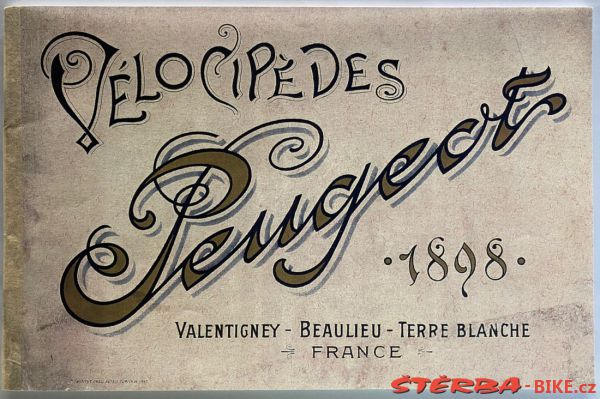 VÉLOCIPÈDES
Peugeot
·1898·
VALENTIGNEY - BEAULIEU - TERRE BLANCHE
FRANCE
ŠTĚRBA-BIKE.cz